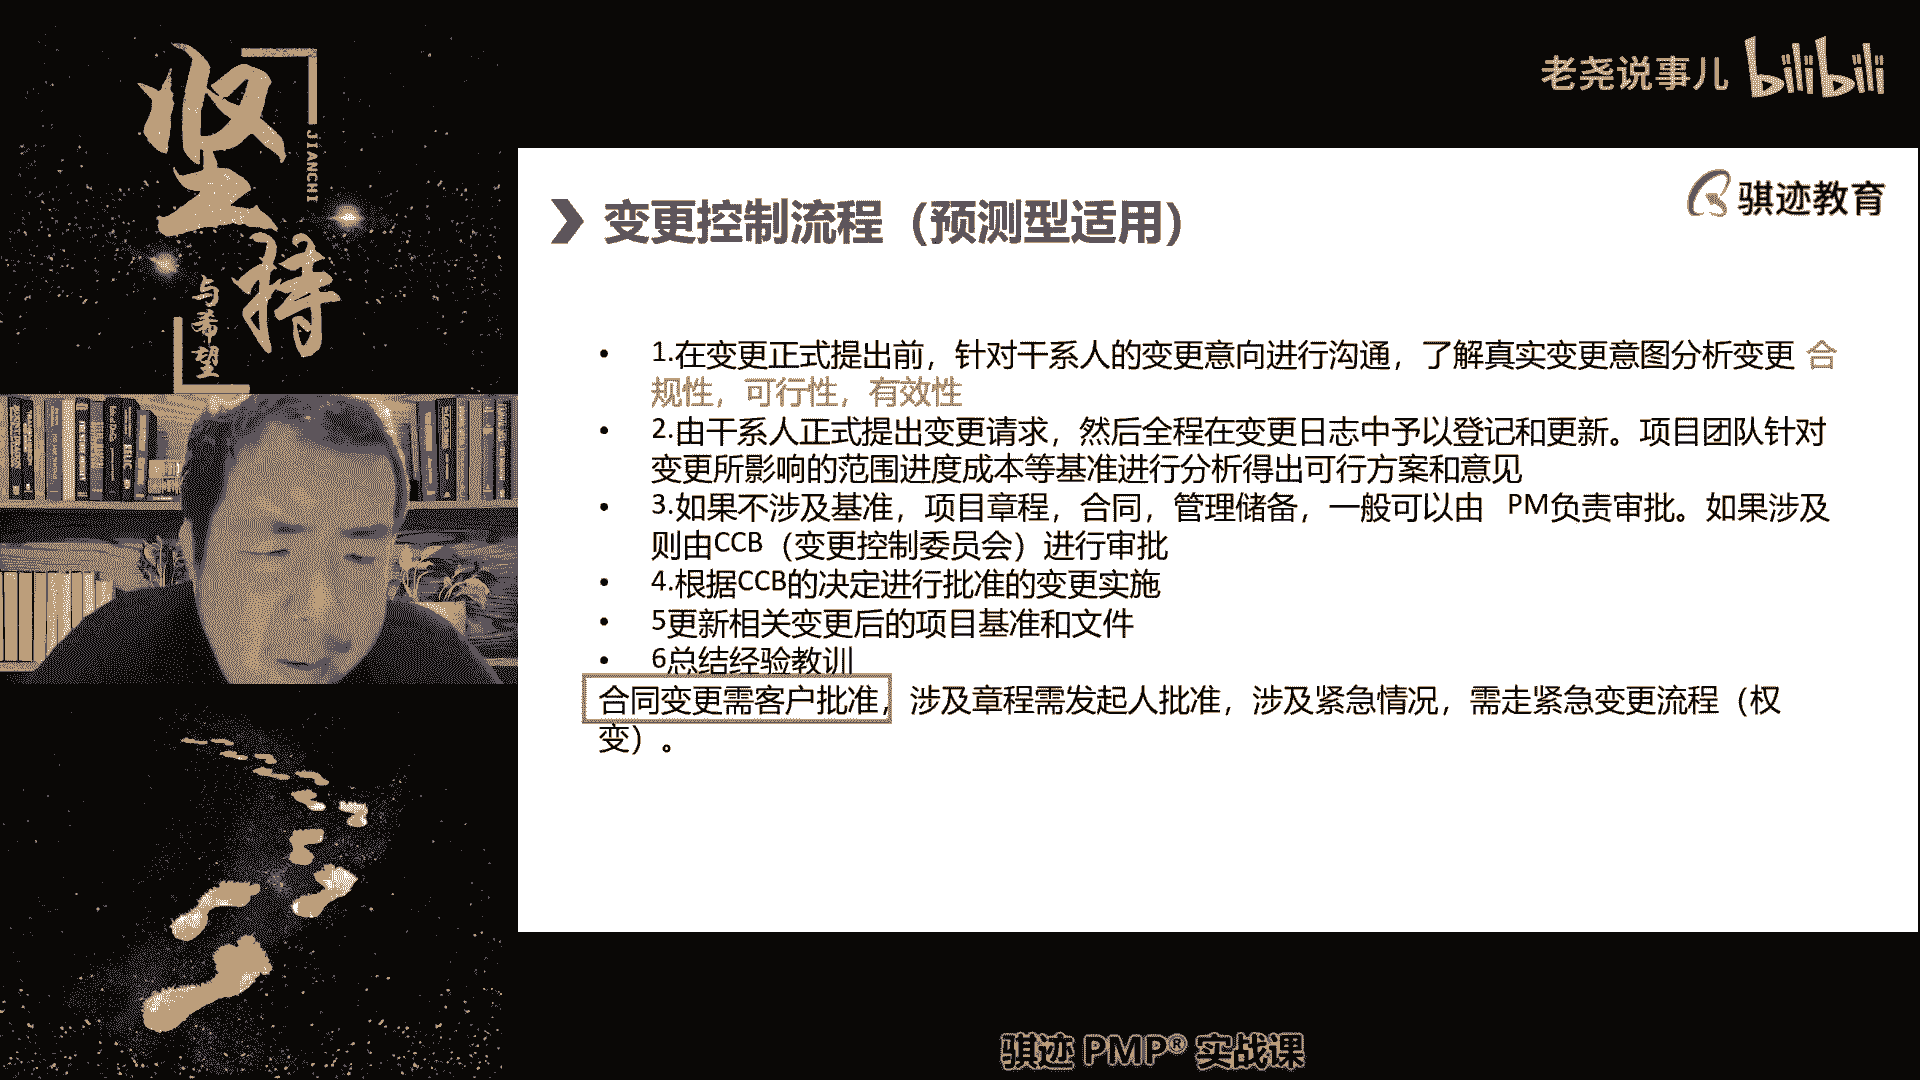 坚持
JIANCHI
与希望
老尧说事儿 bilibili
骐迹教育
变更控制流程（预测型适用）
• 1.在变更正式提出前，针对干系人的变更意向进行沟通，了解真实变更意图分析变更 合
规性，可行性，有效性
• 2.由干系人正式提出变更请求，然后全程在变更日志中予以登记和更新。项目团队针对
变更所影响的范围进度成本等基准进行分析得出可行方案和意见
• 3.如果不涉及基准，项目章程，合同，管理储备，一般可以由 PM负责审批。如果涉及
则由CCB（变更控制委员会）进行审批
• 4.根据CCB的决定进行批准的变更实施
• 5更新相关变更后的项目基准和文件
• 6总结经验教训
合同变更需客户批准，涉及章程需发起人批准，涉及紧急情况，需走紧急变更流程（权
变）。
骐迹 PMP® 实战课